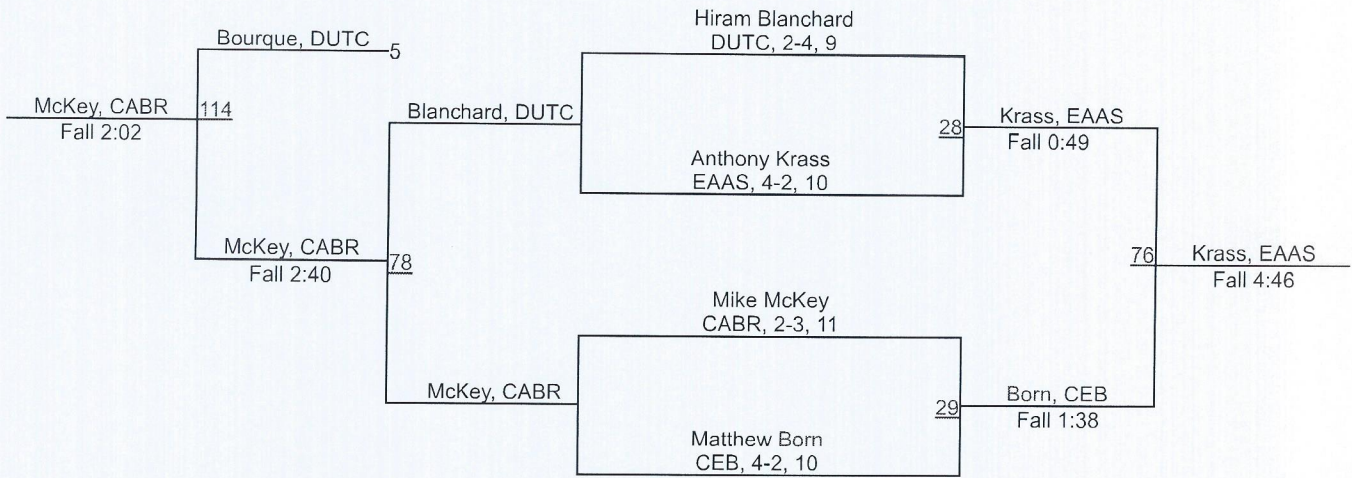 Hiram Blanchard
DUTC, 2-4, 9
Bourque, DUTC
5
McKey, CABR
114
Fall 2:02
Blanchard, DUTC
28
Krass, EAAS
Fall 0:49
Anthony Krass
EAAS, 4-2, 10
McKey, CABR
78
Fall 2:40
76
Krass, EAAS
Fall 4:46
Mike McKey
CABR, 2-3, 11
McKey, CABR
29
Born, CEB
Fall 1:38
Matthew Born
CEB, 4-2, 10